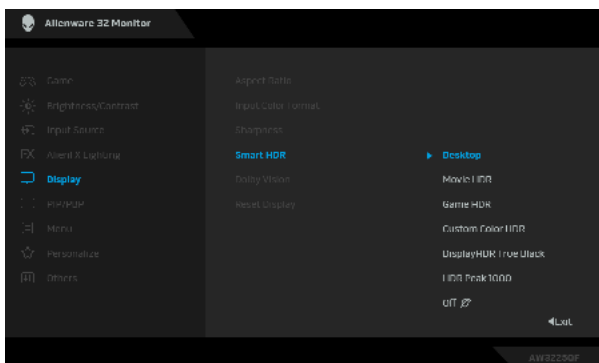 Alienware 32 Monitor
Game
Brightness/Contrast
Input Source
AlienFX Lighting
Display
PIP/PBP
Menu
Personalize
Others
Aspect Ratio
Input Color Format
Sharpness
Smart HDR
Dolby Vision
Reset Display
Desktop
Movie HDR
Game HDR
Custom Color HDR
DisplayHDR True Black
HDR Peak 1000
Off
Exit
AW3225QF